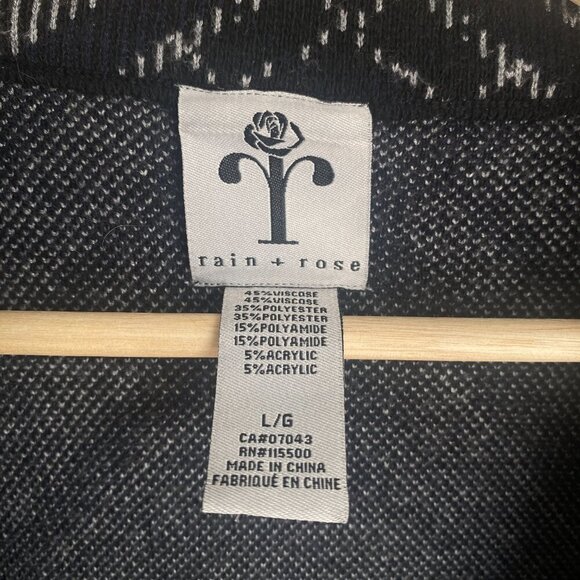 rain + rose
45%VISCOSE
45%VISCOSE
35%POLYESTER
35%POLYESTER
15%POLYAMIDE
15%POLYAMIDE
5%ACRYLIC
5%ACRYLIC
L/G
CA#07043
RN#115500
MADE IN CHINA
FABRIQUÉ EN CHINE